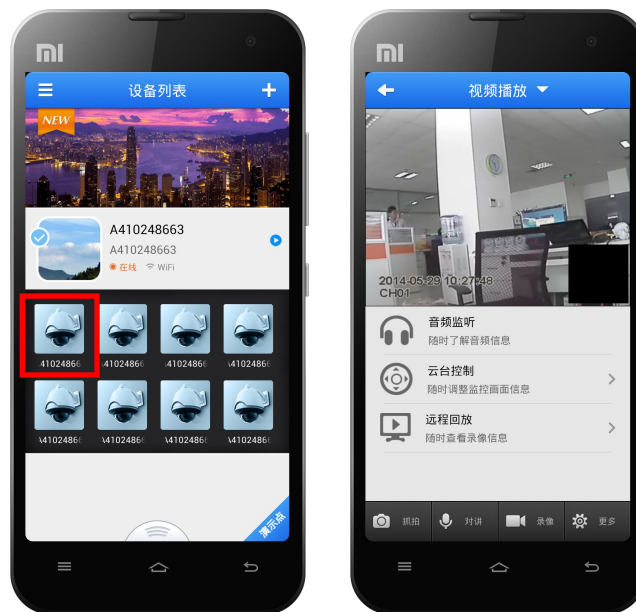 设备列表
NEW
A410248663
A410248663
在线 WiFi
演示点
视频播放
2014-05-29 10:27:48
CH01
音频监听
随时了解音频信息
云台控制
随时调整监控画面信息
远程回放
随时查看录像信息
抓拍 对讲 录像 更多